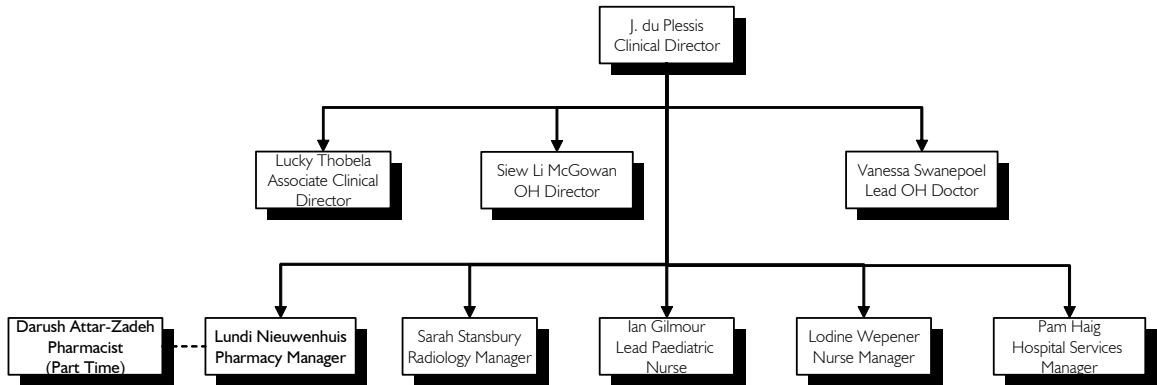 J. du Plessis
Clinical Director
Lucky Thobela
Associate Clinical
Director
Siew Li McGowan
OH Director
Vanessa Swanepoel
Lead OH Doctor
Darush Attar-Zadeh
Pharmacist
(Part Time)
Lundi Nieuwenhuis
Pharmacy Manager
Sarah Stansbury
Radiology Manager
Ian Gilmour
Lead Paediatric
Nurse
Lodine Wepener
Nurse Manager
Pam Haig
Hospital Services
Manager